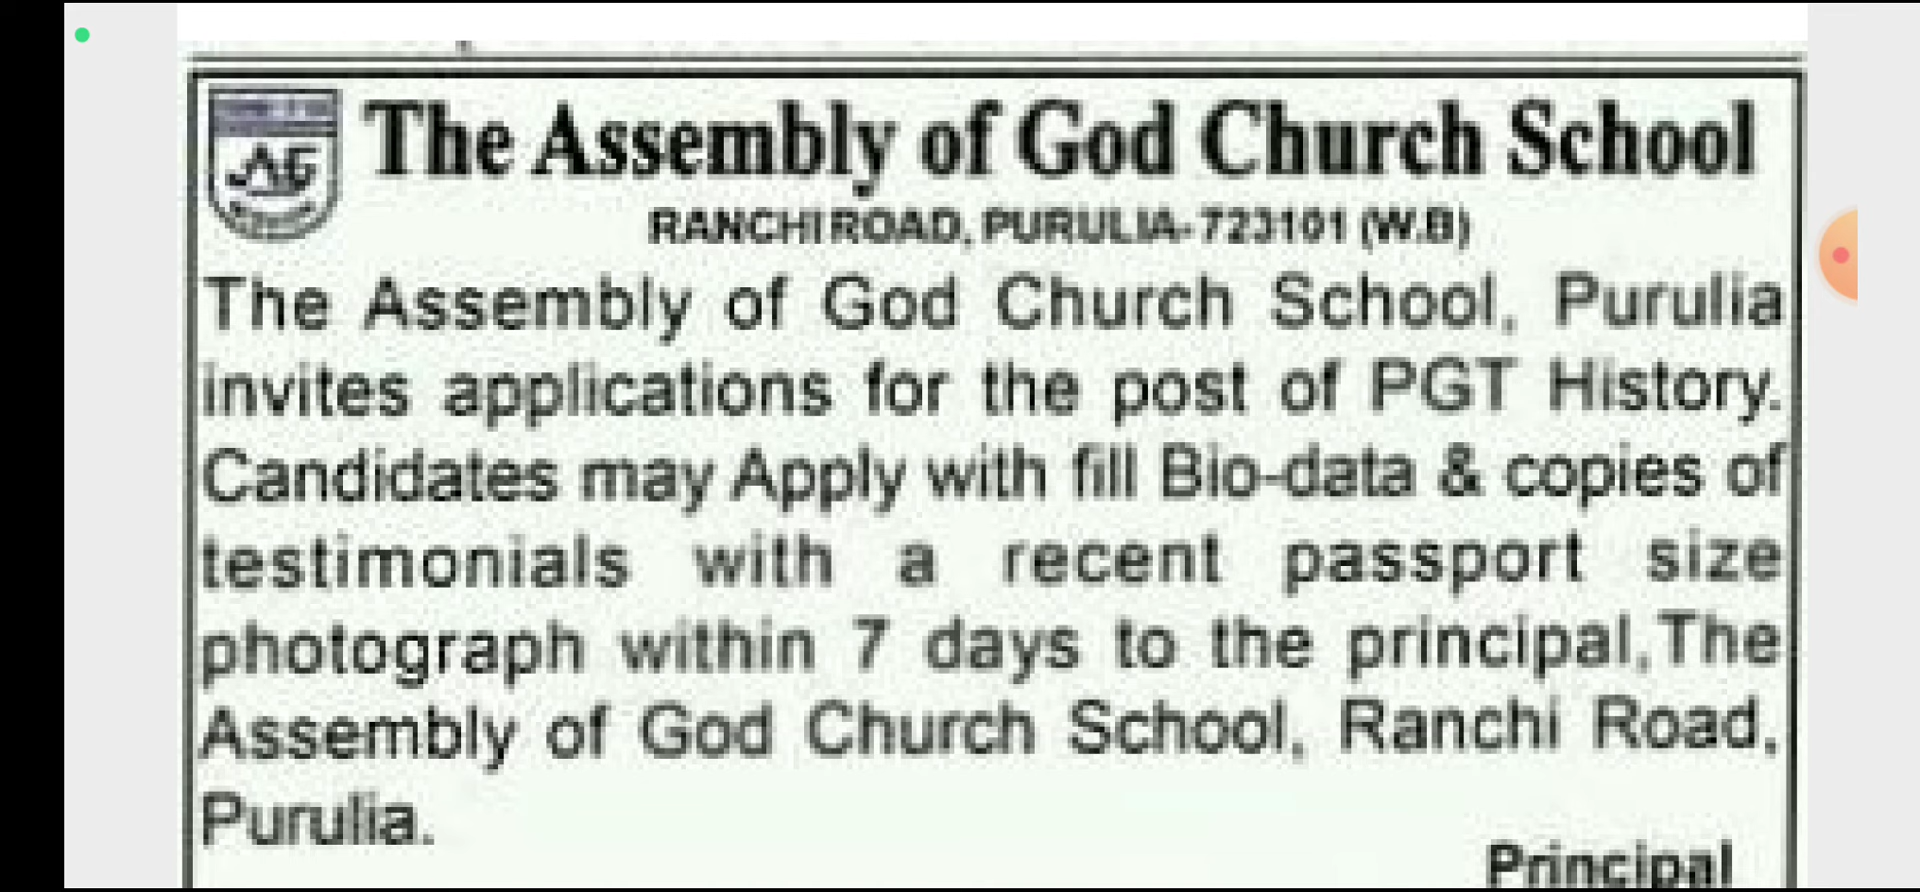 AG
The Assembly of God Church School
RANCHI ROAD, PURULIA-723101 (W.B)
The Assembly of God Church School, Purulia
invites applications for the post of PGT History.
Candidates may Apply with fill Bio-data & copies of
testimonials with a recent passport size
photograph within 7 days to the principal,The
Assembly of God Church School, Ranchi Road,
Purulia.
Principal